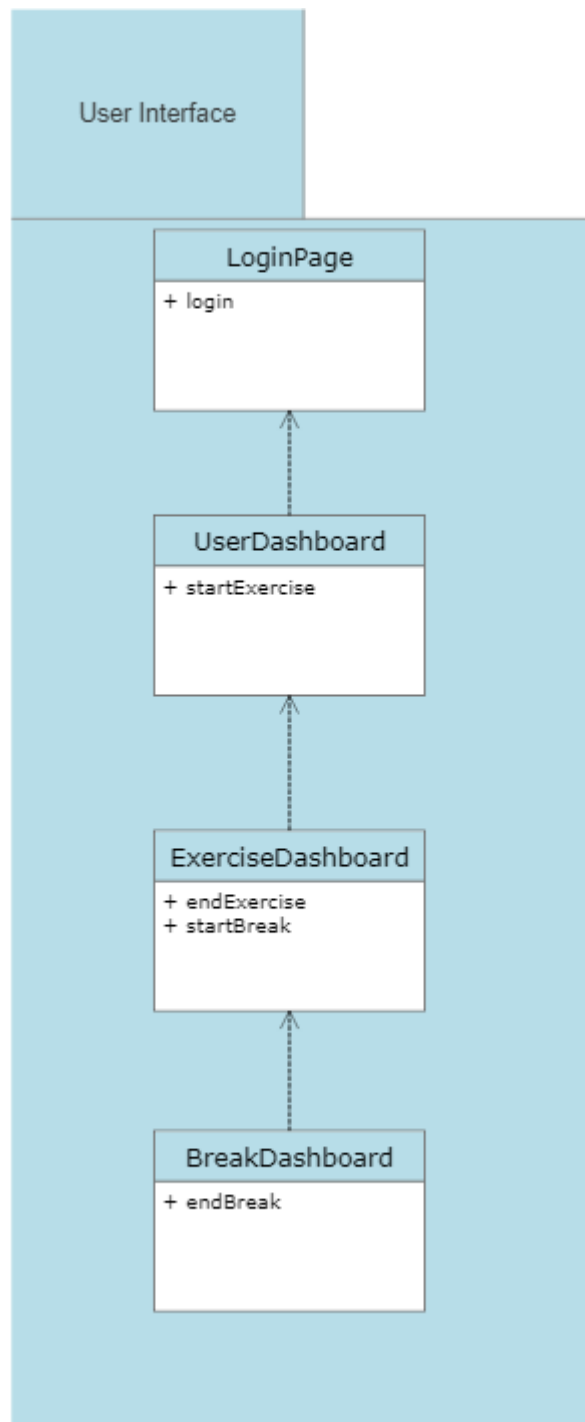 User Interface
LoginPage
+ login
UserDashboard
+ startExercise
ExerciseDashboard
+ endExercise
+ startBreak
BreakDashboard
+ endBreak